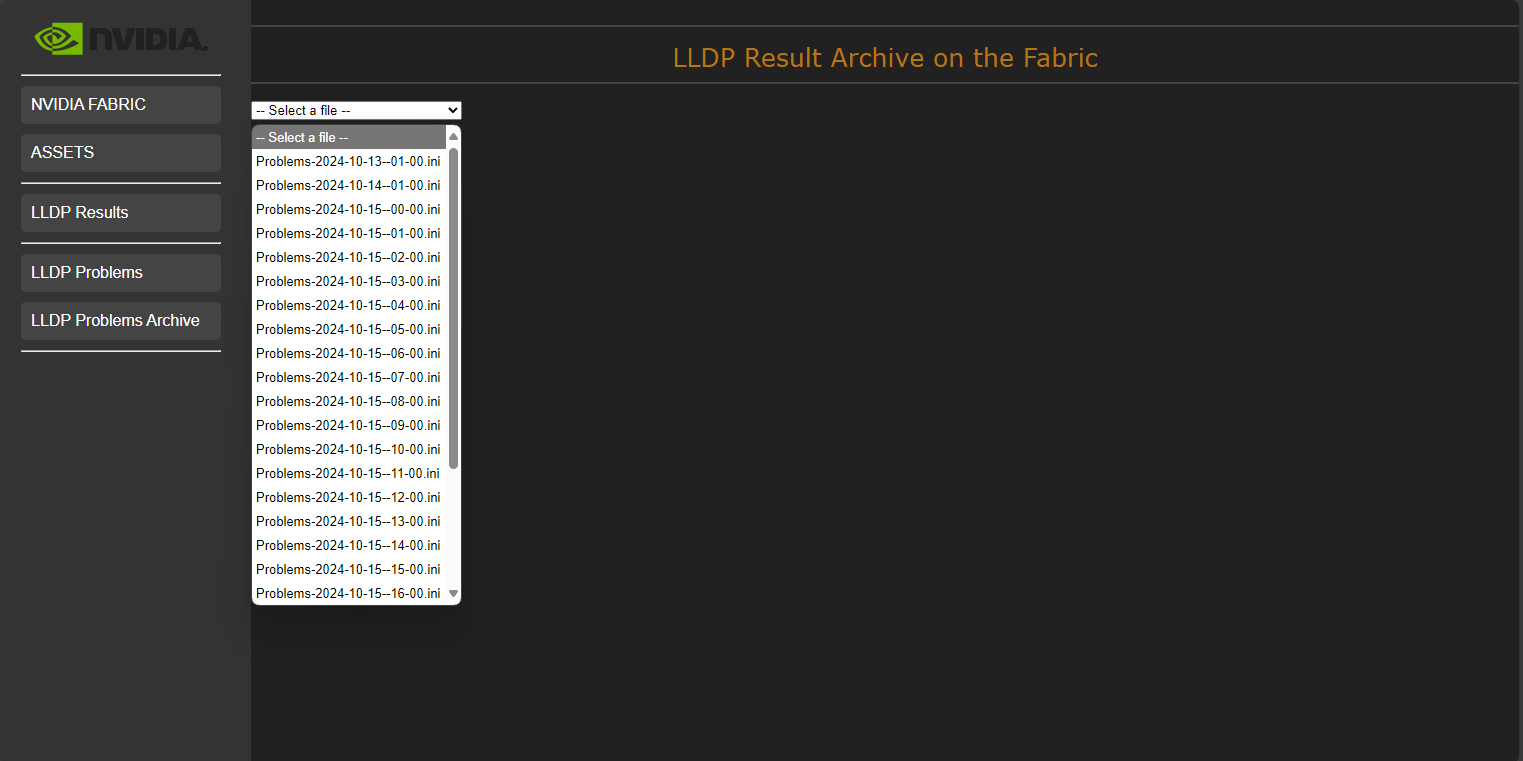 NVIDIA.
NVIDIA FABRIC
ASSETS
LLDP Results
LLDP Problems
LLDP Problems Archive
LLDP Result Archive on the Fabric
-- Select a file --
-- Select a file --
Problems-2024-10-13--01-00.ini
Problems-2024-10-14--01-00.ini
Problems-2024-10-15--00-00.ini
Problems-2024-10-15--01-00.ini
Problems-2024-10-15--02-00.ini
Problems-2024-10-15--03-00.ini
Problems-2024-10-15--04-00.ini
Problems-2024-10-15--05-00.ini
Problems-2024-10-15--06-00.ini
Problems-2024-10-15--07-00.ini
Problems-2024-10-15--08-00.ini
Problems-2024-10-15--09-00.ini
Problems-2024-10-15--10-00.ini
Problems-2024-10-15--11-00.ini
Problems-2024-10-15--12-00.ini
Problems-2024-10-15--13-00.ini
Problems-2024-10-15--14-00.ini
Problems-2024-10-15--15-00.ini
Problems-2024-10-15--16-00.ini